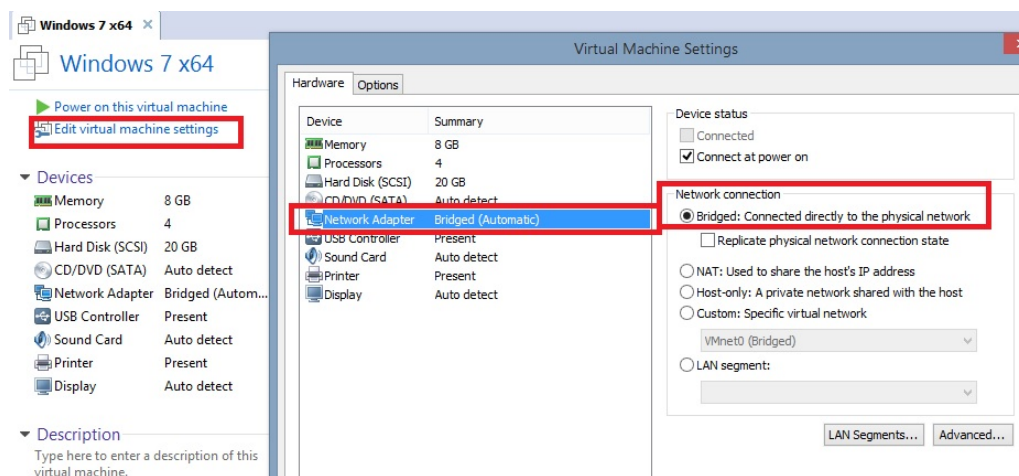 Windows 7 x64 ×
Windows 7 x64
Power on this virtual machine
Edit virtual machine settings
Devices
Memory 8 GB
Processors 4
Hard Disk (SCSI) 20 GB
CD/DVD (SATA) Auto detect
Network Adapter Bridged (Autom...
USB Controller Present
Sound Card Auto detect
Printer Present
Display Auto detect
Description
Type here to enter a description of this
virtual machine.
Virtual Machine Settings
Hardware Options
Device Summary
Memory 8 GB
Processors 4
Hard Disk (SCSI) 20 GB
CD/DVD (SATA) Auto detect
Network Adapter Bridged (Automatic)
USB Controller Present
Sound Card Auto detect
Printer Present
Display Auto detect
Device status
Connected
Connect at power on
Network connection
Bridged: Connected directly to the physical network
Replicate physical network connection state
NAT: Used to share the host's IP address
Host-only: A private network shared with the host
Custom: Specific virtual network
VMnet0 (Bridged)
LAN segment:
LAN Segments... Advanced...